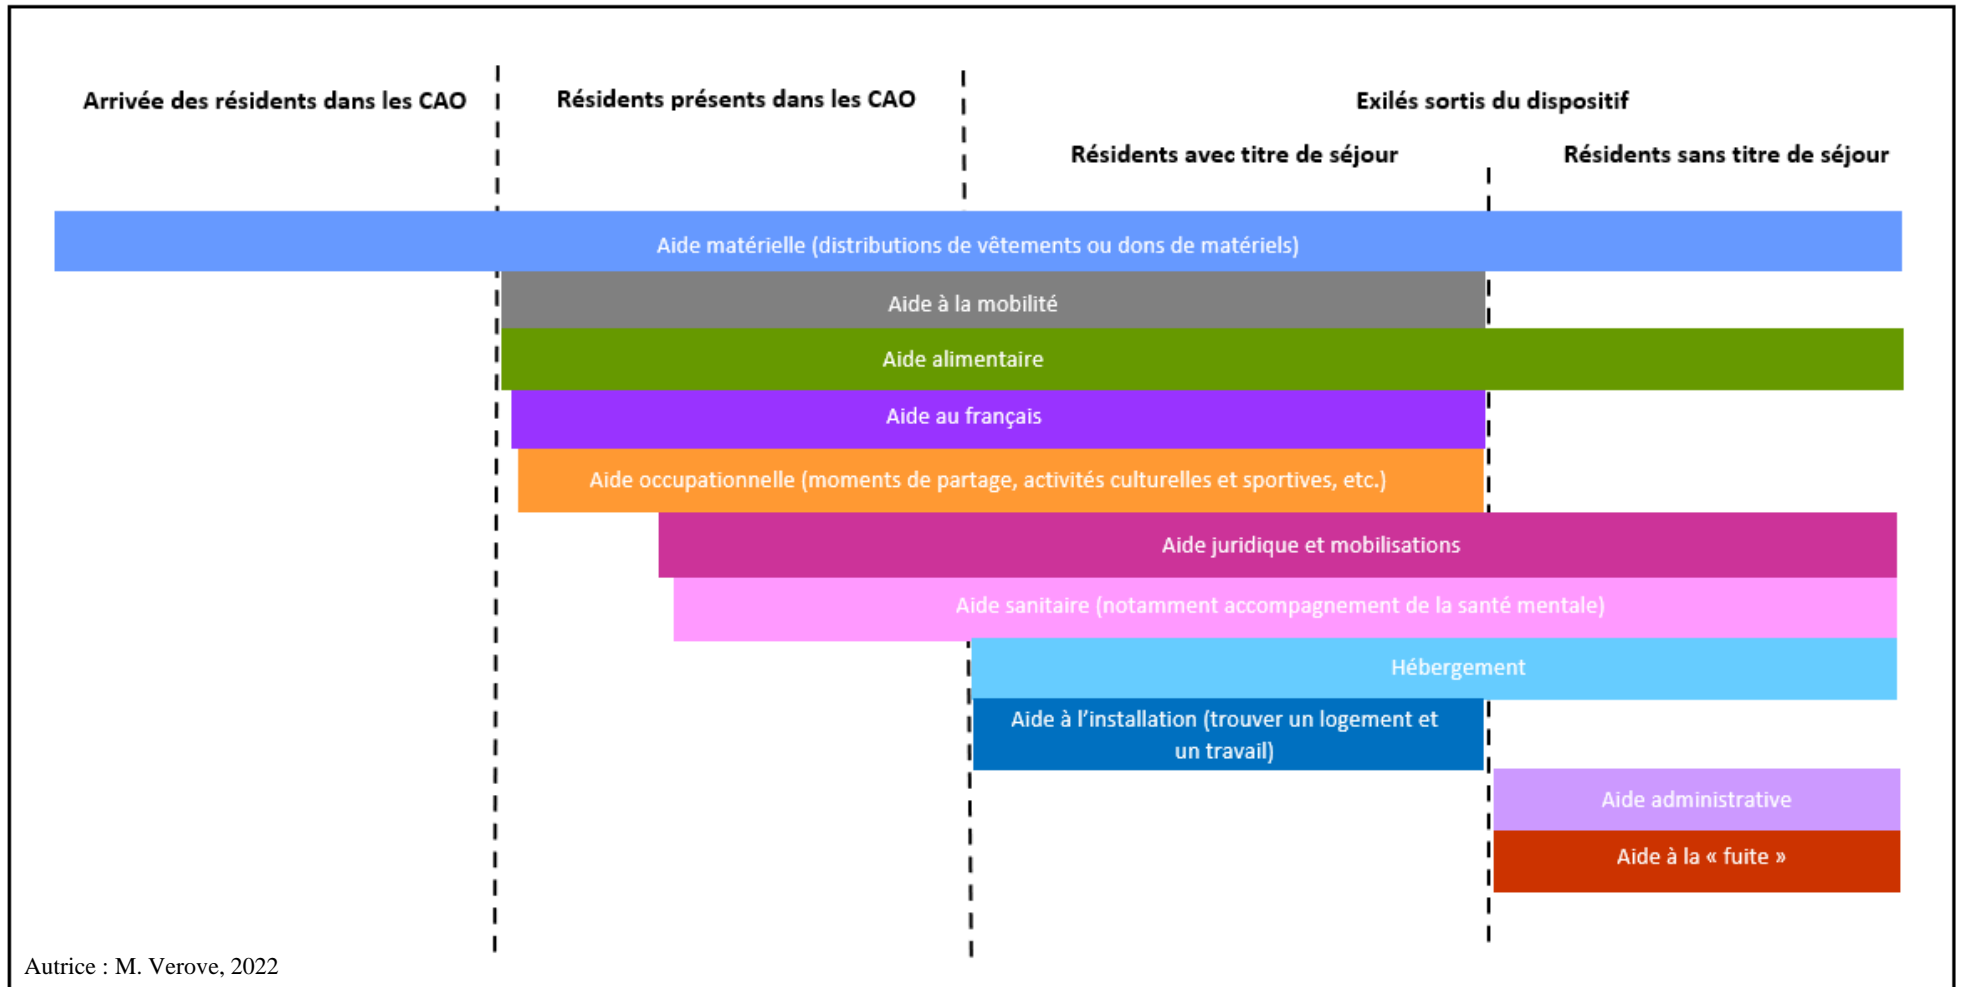 Arrivée des résidents dans les CAO
Résidents présents dans les CAO
Exilés sortis du dispositif
Résidents avec titre de séjour
Résidents sans titre de séjour
Aide matérielle (distributions de vêtements ou dons de matériels)
Aide à la mobilité
Aide alimentaire
Aide au français
Aide occupationnelle (moments de partage, activités culturelles et sportives, etc.)
Aide juridique et mobilisations
Aide sanitaire (notamment accompagnement de la santé mentale)
Hébergement
Aide à l’installation (trouver un logement et
un travail)
Aide administrative
Aide à la « fuite »
Autrice : M. Verove, 2022